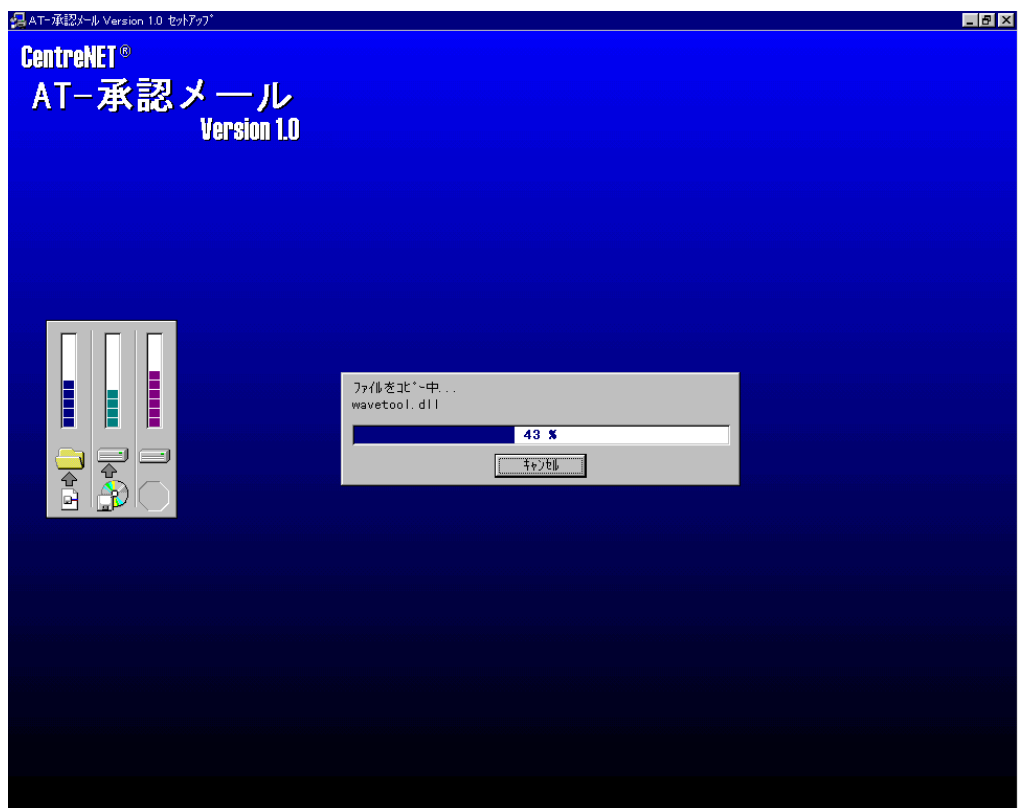 AT-承認ﾒｰﾙ Version 1.0 ｾｯﾄｱｯﾌﾟ
CentreNET®
AT-承認メール
Version 1.0
ﾌｧｲﾙをｺﾋﾟｰ中...
wavetool.dll
43 %
ｷｬﾝｾﾙ